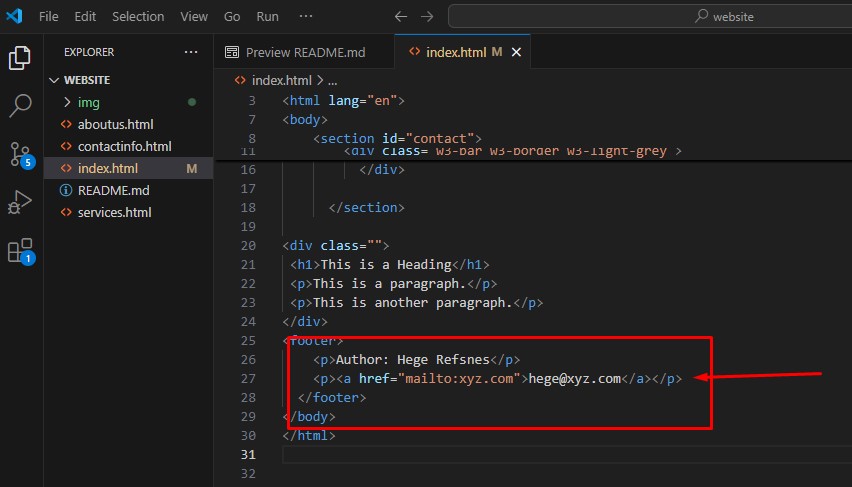 File Edit Selection View Go Run ···
website
EXPLORER ···
Preview README.md
index.html M
WEBSITE
index.html > ...
img
aboutus.html
contactinfo.html
index.html M
README.md
services.html
5
1
3 <html lang="en">
7 <body>
8 <section id="contact">
11 <div class="w3-bar w3-border w3-light-grey">
16 </div>
17
18 </section>
19
20 <div class="">
21 <h1>This is a Heading</h1>
22 <p>This is a paragraph.</p>
23 <p>This is another paragraph.</p>
24 </div>
25 <footer>
26 <p>Author: Hege Refsnes</p>
27 <p><a href="mailto:xyz.com">hege@xyz.com</a></p>
28 </footer>
29 </body>
30 </html>
31
32